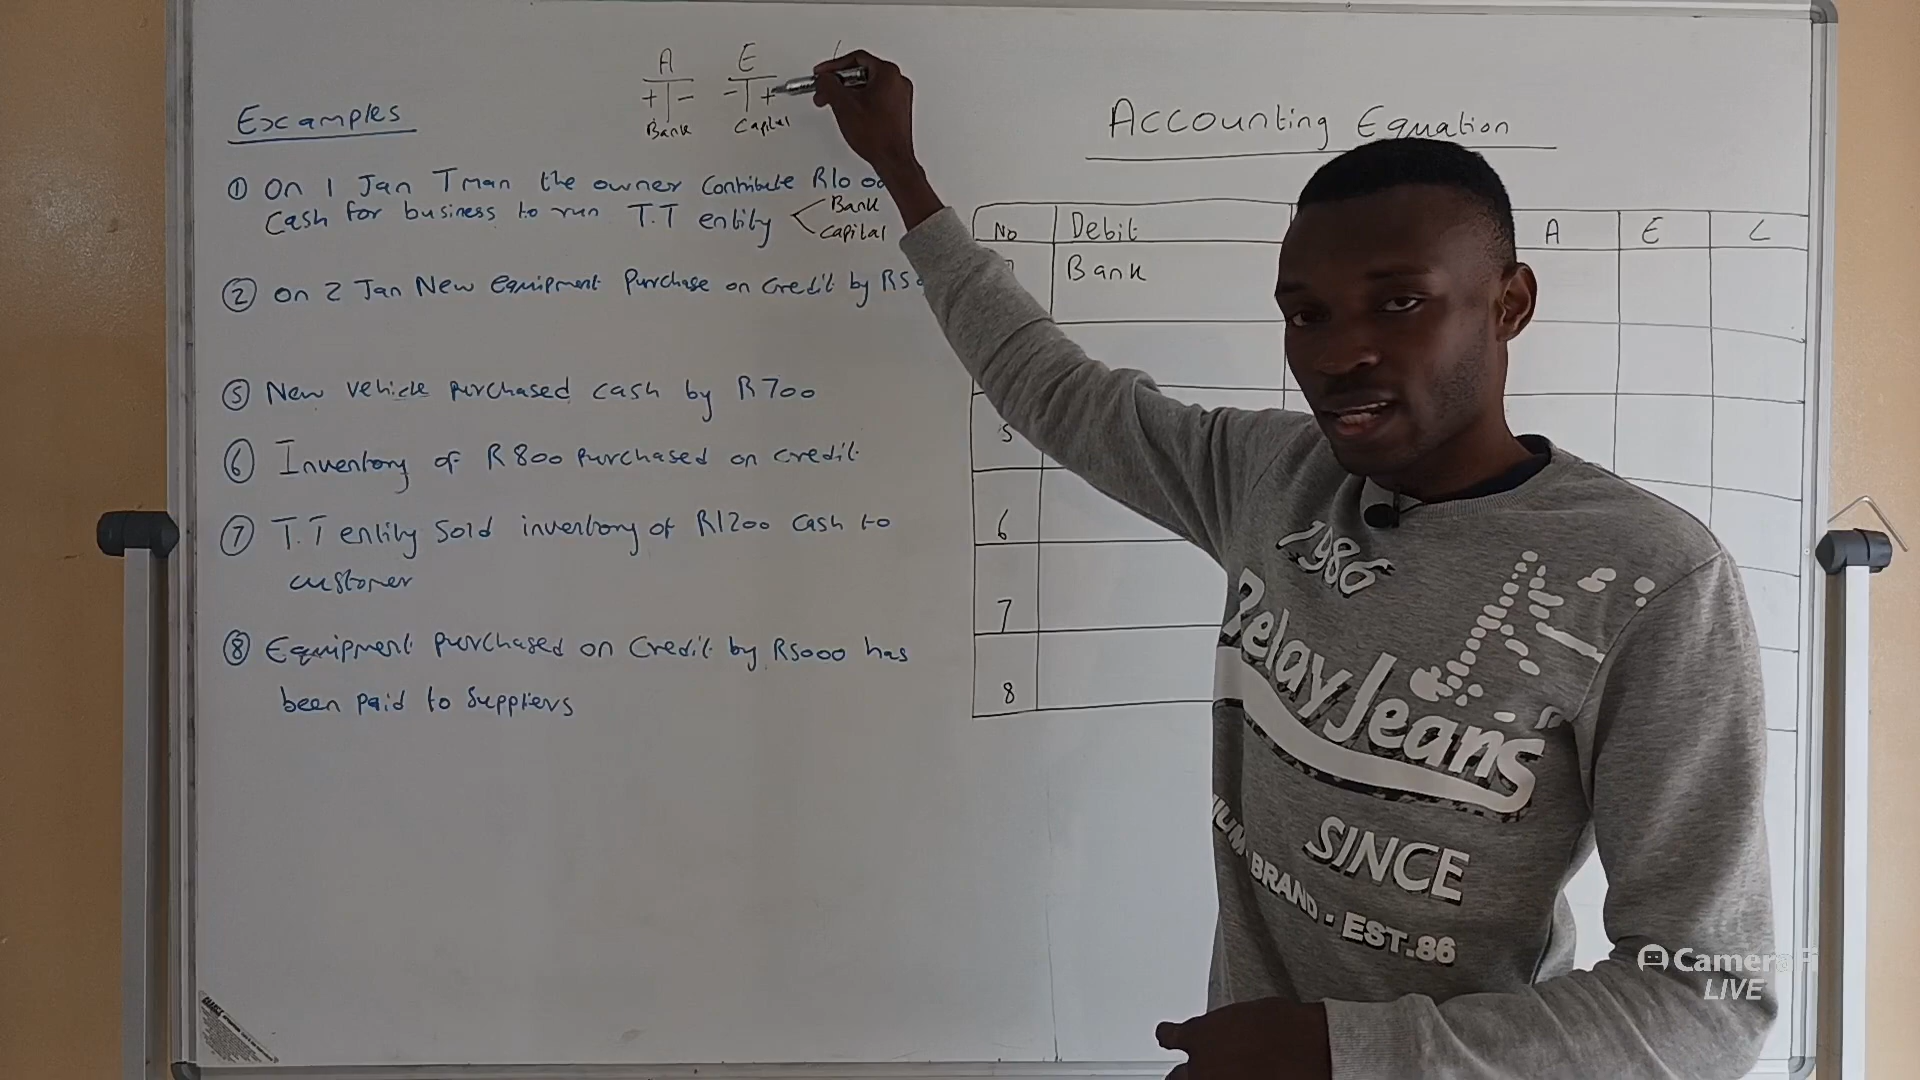 A E
+ - - +
Bank Capital
Examples
① On 1 Jan Tman the owner Contribute R10 00
Cash for business to run T.T entity
Bank
Capital
② on 2 Jan New equipment Purchase on credit by R5
⑤ New vehicle purchased cash by R700
⑥ Inventory of R800 purchased on credit
⑦ T.T entity sold inventory of R1200 cash to
customer
⑧ Equipment purchased on credit by R5000 has
been paid to suppliers
Accounting Equation
No Debit A E L
Bank
5
6
7
8
1986
RelayJeans
SINCE
BRAND - EST.86
CameraFi
LIVE